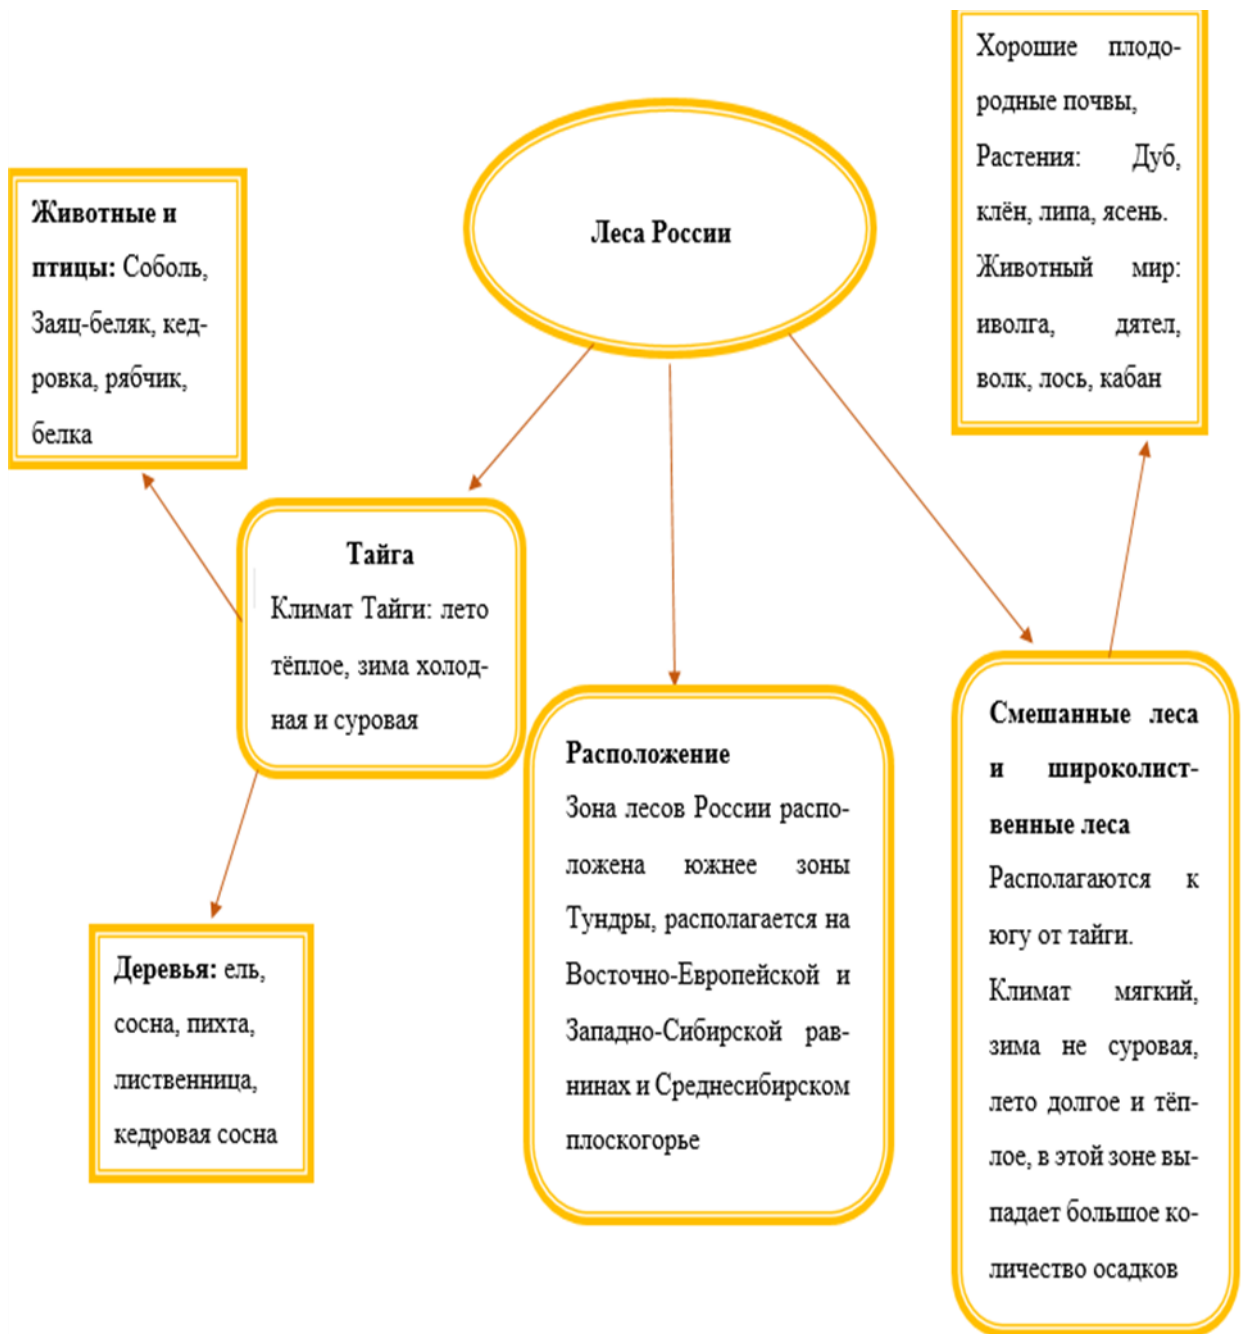 Леса России
Животные и
птицы: Соболь,
Заяц-беляк, кед-
ровка, рябчик,
белка
Тайга
Климат Тайги: лето
тёплое, зима холод-
ная и суровая
Деревья: ель,
сосна, пихта,
лиственница,
кедровая сосна
Расположение
Зона лесов России распо-
ложена южнее зоны
Тундры, располагается на
Восточно-Европейской и
Западно-Сибирской рав-
нинах и Среднесибирском
плоскогорье
Хорошие плодо-
родные почвы,
Растения: Дуб,
клён, липа, ясень.
Животный мир:
иволга, дятел,
волк, лось, кабан
Смешанные леса
и широколист-
венные леса
Располагаются к
югу от тайги.
Климат мягкий,
зима не суровая,
лето долгое и тёп-
лое, в этой зоне вы-
падает большое ко-
личество осадков